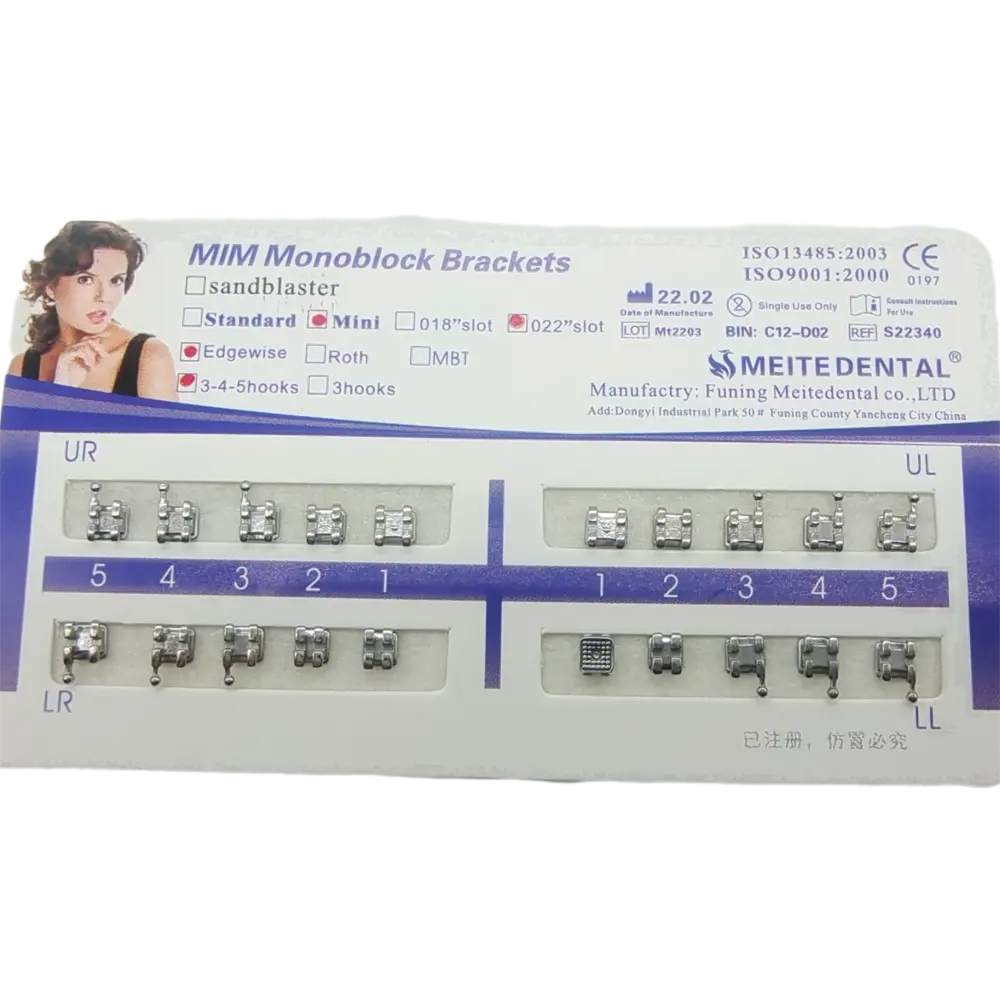 MIM Monoblock Brackets
sandblaster
Standard Mini 018”slot 022”slot
Edgewise Roth MBT
3-4-5hooks 3hooks
ISO13485:2003
ISO9001:2000
CE
0197
22.02
Date of Manufacture
2
Single Use Only
i
Consult Instructions
For Use
LOT Mt2203 BIN: C12-D02 REF S22340
MEITEDENTAL®
Manufactry: Funing Meitedental co.,LTD
Add:Dongyi Industrial Park 50# Funing County Yancheng City China
UR
UL
5 4 3 2 1
1 2 3 4 5
LR
LL
已注册，仿冒必究